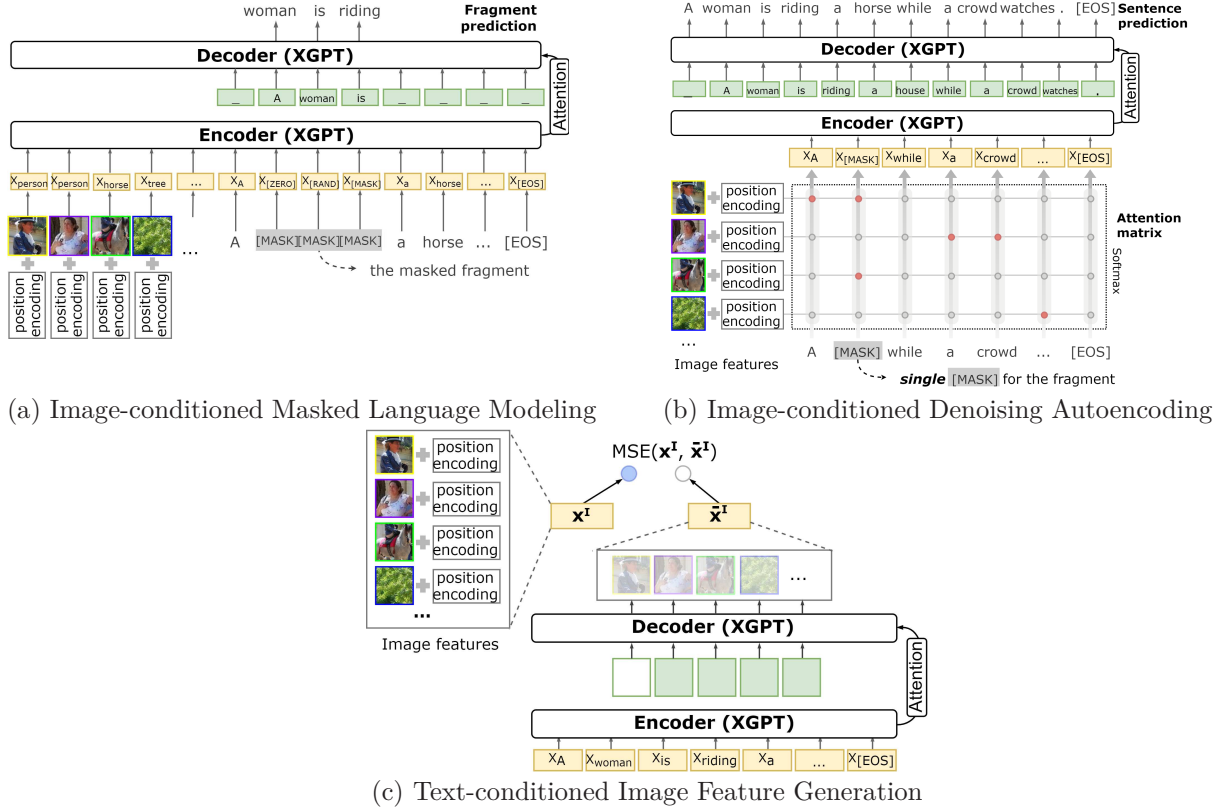 woman is riding
Fragment prediction
Decoder (XGPT)
_ A woman is _ _ _ _
Attention
Encoder (XGPT)
Xperson Xperson Xhorse Xtree ... XA X[ZERO] X[RAND] X[MASK] Xa Xhorse ... X[EOS]
... A [MASK][MASK][MASK] a horse ... [EOS]
the masked fragment
position encoding
position encoding
position encoding
position encoding
(a) Image-conditioned Masked Language Modeling
A woman is riding a horse while a crowd watches . [EOS]
Sentence prediction
Decoder (XGPT)
_ A woman is riding a house while a crowd watches .
Attention
Encoder (XGPT)
XA X[MASK] Xwhile Xa Xcrowd ... X[EOS]
position encoding
position encoding
position encoding
position encoding
...
Image features
Attention matrix
Softmax
A [MASK] while a crowd ... [EOS]
single [MASK] for the fragment
(b) Image-conditioned Denoising Autoencoding
position encoding
position encoding
position encoding
position encoding
...
Image features
MSE(x^I, x̄^I)
x^I
x̄^I
...
Decoder (XGPT)
Attention
Encoder (XGPT)
XA Xwoman Xis Xriding Xa ... X[EOS]
(c) Text-conditioned Image Feature Generation